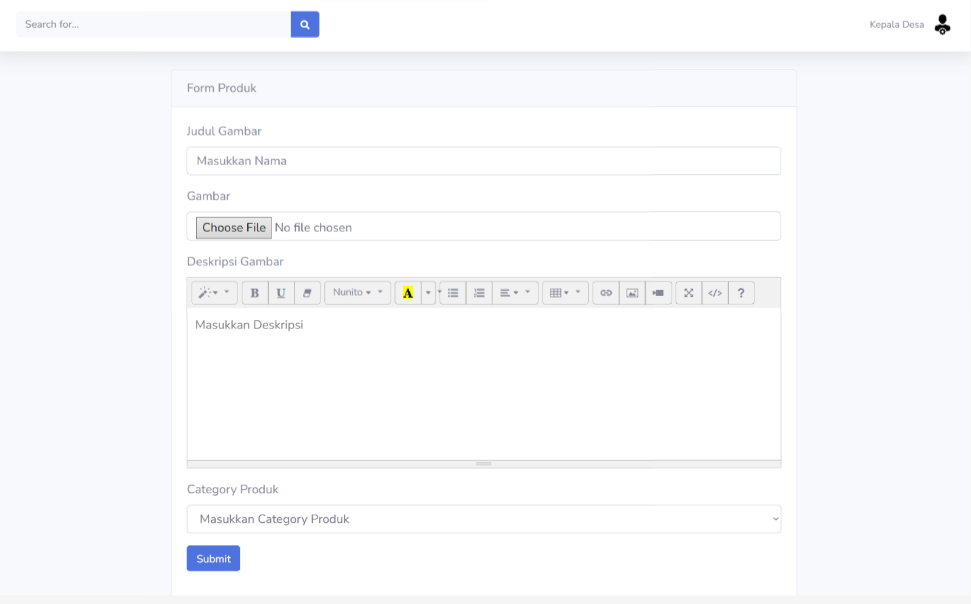 Search for...
Kepala Desa
Form Produk
Judul Gambar
Masukkan Nama
Gambar
Choose File No file chosen
Deskripsi Gambar
B U Nunito A </> ?
Masukkan Deskripsi
Category Produk
Masukkan Category Produk
Submit